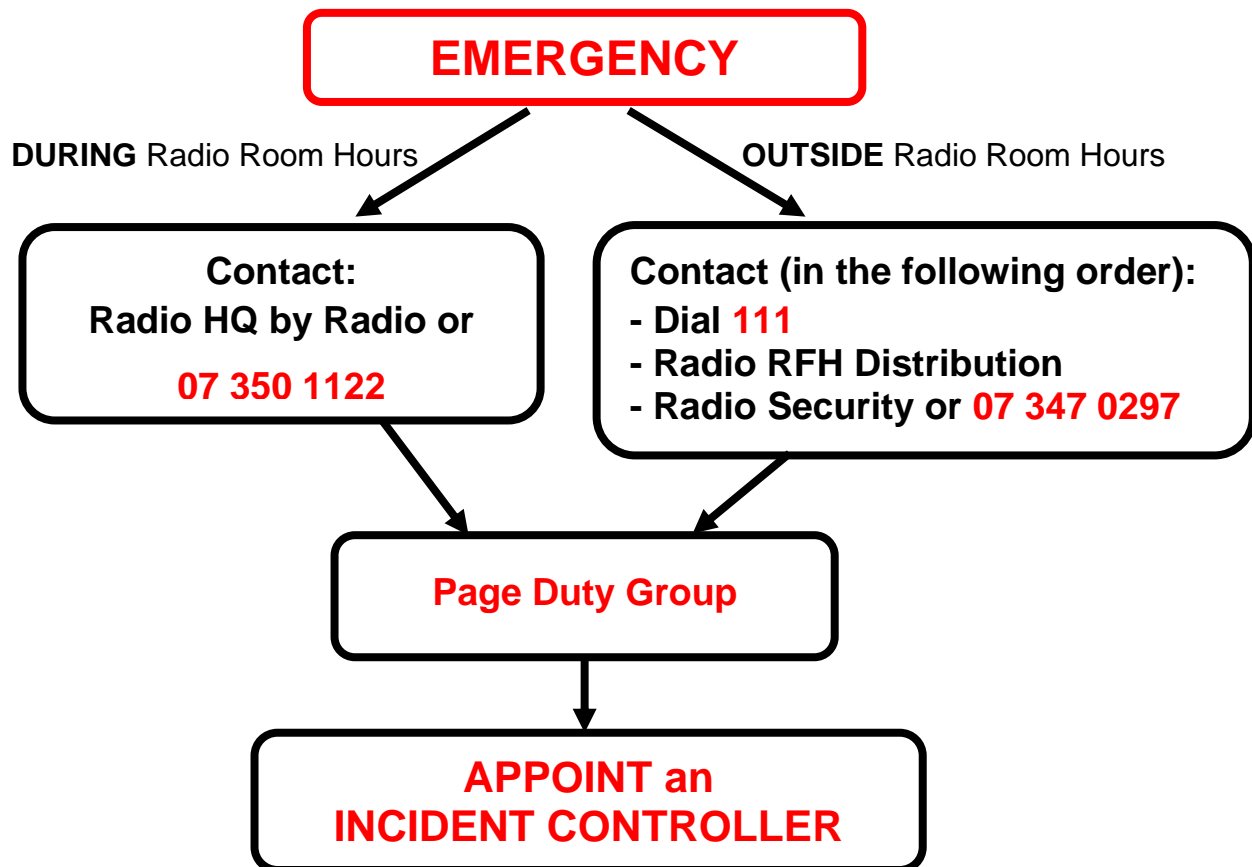 EMERGENCY
DURING Radio Room Hours
OUTSIDE Radio Room Hours
Contact:
Radio HQ by Radio or
07 350 1122
Contact (in the following order):
- Dial 111
- Radio RFH Distribution
- Radio Security or 07 347 0297
Page Duty Group
APPOINT an
INCIDENT CONTROLLER